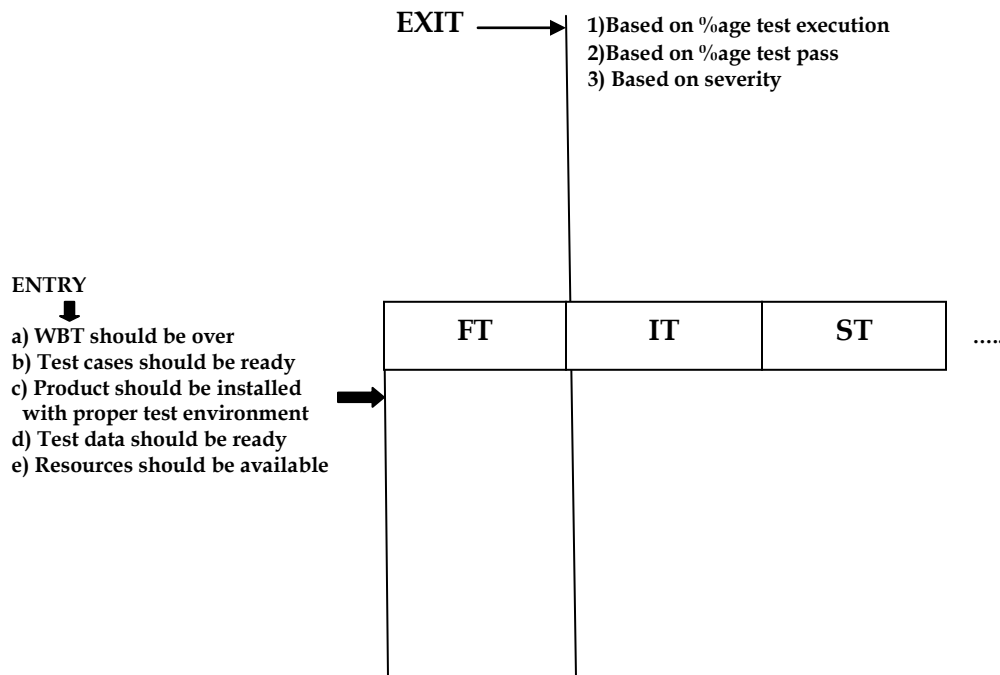 EXIT
1)Based on %age test execution
2)Based on %age test pass
3) Based on severity
ENTRY
a) WBT should be over
b) Test cases should be ready
c) Product should be installed
with proper test environment
d) Test data should be ready
e) Resources should be available
FT
IT
ST
.....